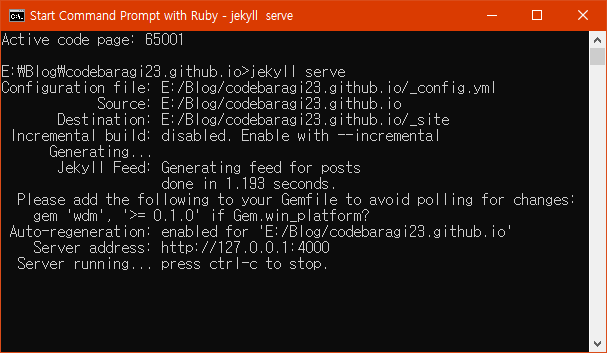 Start Command Prompt with Ruby - jekyll  serve
Active code page: 65001
E:₩Blog₩codebaragi23.github.io>jekyll serve
Configuration file: E:/Blog/codebaragi23.github.io/_config.yml
Source: E:/Blog/codebaragi23.github.io
Destination: E:/Blog/codebaragi23.github.io/_site
Incremental build: disabled. Enable with --incremental
Generating...
Jekyll Feed: Generating feed for posts
done in 1.193 seconds.
Please add the following to your Gemfile to avoid polling for changes:
gem 'wdm', '>= 0.1.0' if Gem.win_platform?
Auto-regeneration: enabled for 'E:/Blog/codebaragi23.github.io'
Server address: http://127.0.0.1:4000
Server running... press ctrl-c to stop.